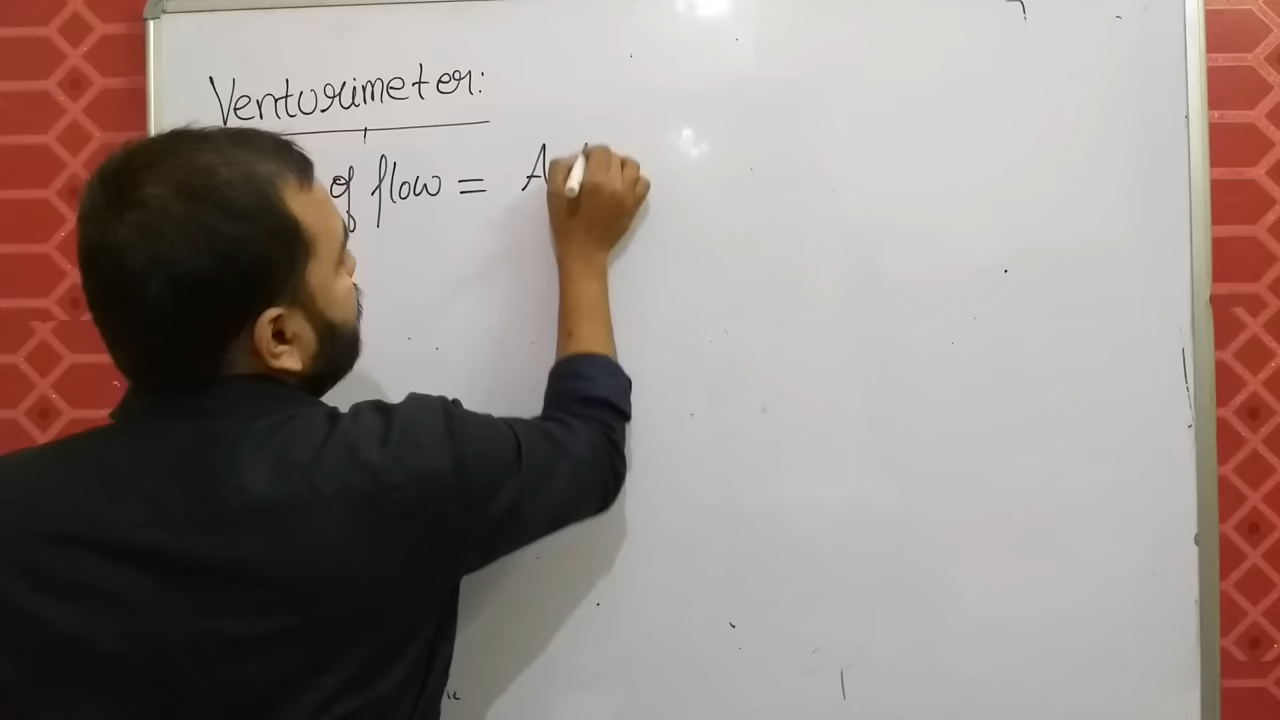 Venturimeter:
of flow = A